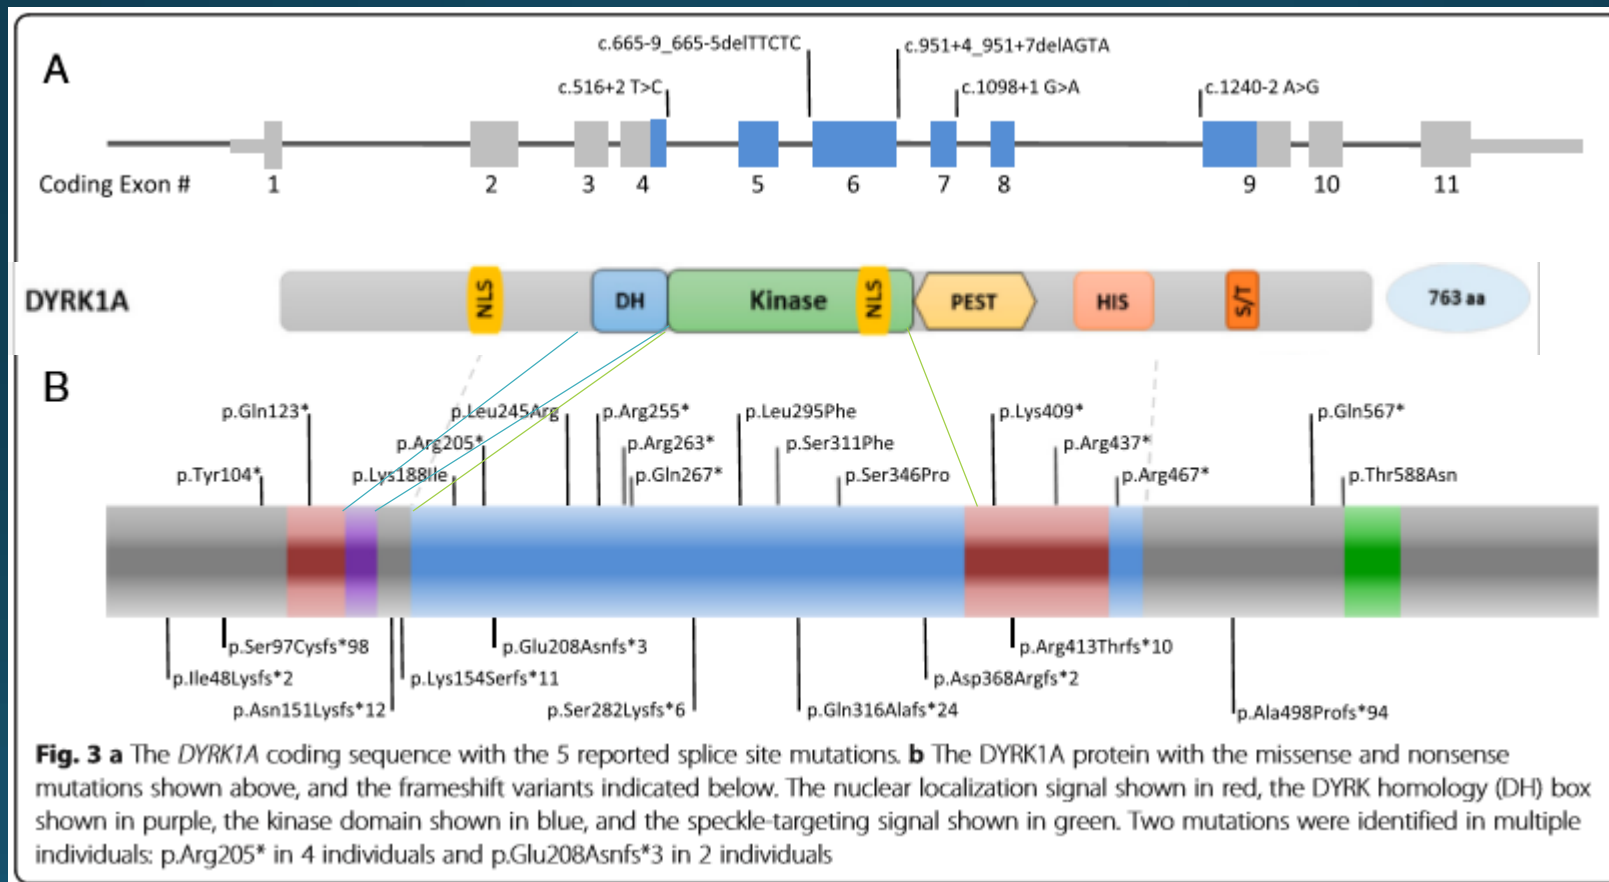 A
c.665-9_665-5delTTCTC
c.951+4_951+7delAGTA
c.516+2 T>C
c.1098+1 G>A
c.1240-2 A>G
Coding Exon #
1
2
3
4
5
6
7
8
9
10
11
DYRK1A
NLS
DH
Kinase
NLS
PEST
HIS
S/T
763 aa
B
p.Gln123*
p.Leu245Arg
p.Arg255*
p.Leu295Phe
p.Lys409*
p.Gln567*
p.Arg205*
p.Arg263*
p.Ser311Phe
p.Arg437*
p.Tyr104*
p.Lys188Ile
p.Gln267*
p.Ser346Pro
p.Arg467*
p.Thr588Asn
p.Ser97Cysfs*98
p.Glu208Asnfs*3
p.Arg413Thrfs*10
p.Ile48Lysfs*2
p.Lys154Serfs*11
p.Asp368Argfs*2
p.Asn151Lysfs*12
p.Ser282Lysfs*6
p.Gln316Alafs*24
p.Ala498Profs*94
Fig. 3 a The DYRK1A coding sequence with the 5 reported splice site mutations. b The DYRK1A protein with the missense and nonsense
mutations shown above, and the frameshift variants indicated below. The nuclear localization signal shown in red, the DYRK homology (DH) box
shown in purple, the kinase domain shown in blue, and the speckle-targeting signal shown in green. Two mutations were identified in multiple
individuals: p.Arg205* in 4 individuals and p.Glu208Asnfs*3 in 2 individuals